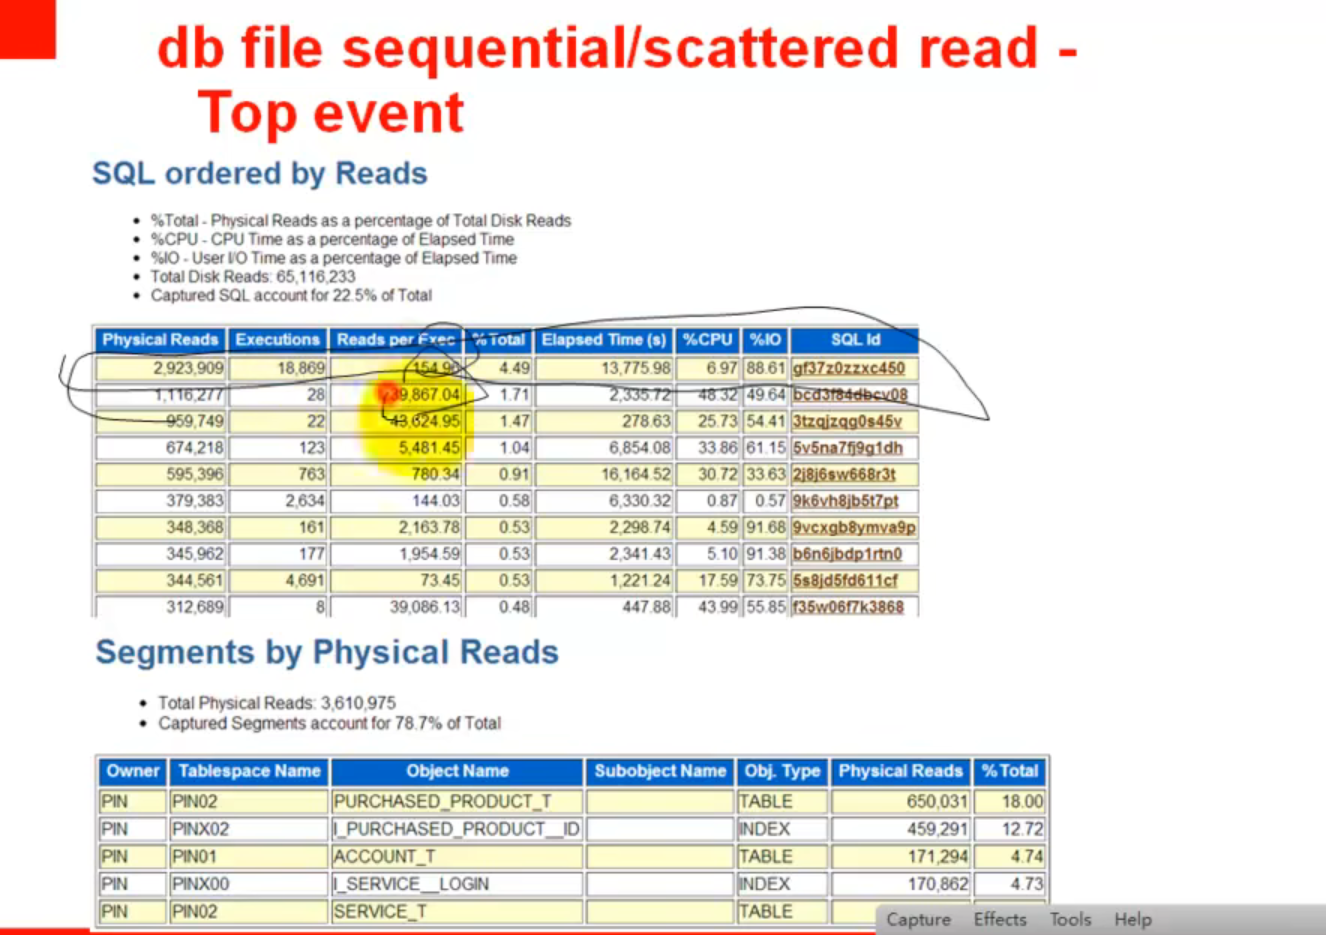 db file sequential/scattered read -
Top event
SQL ordered by Reads
• %Total - Physical Reads as a percentage of Total Disk Reads
• %CPU - CPU Time as a percentage of Elapsed Time
• %IO - User I/O Time as a percentage of Elapsed Time
• Total Disk Reads: 65,116,233
• Captured SQL account for 22.5% of Total
Physical Reads Executions Reads per Exec %Total Elapsed Time (s) %CPU %IO SQL Id
2,923,909 18,869 154.96 4.49 13,775.98 6.97 88.61 gf37z0zzxc450
1,116,277 28 39,867.04 1.71 2,335.72 48.32 49.64 bcd3f84dbcv08
959,749 22 43,624.95 1.47 278.63 25.73 54.41 3tzqjzqg0s45v
674,218 123 5,481.45 1.04 6,854.08 33.86 61.15 5v5na7fj9g1dh
595,396 763 780.34 0.91 16,164.52 30.72 33.63 2j8j6sw668r3t
379,383 2,634 144.03 0.58 6,330.32 0.87 0.57 9k6vh8jb5t7pt
348,368 161 2,163.78 0.53 2,298.74 4.59 91.68 9vcxgb8ymva9p
345,962 177 1,954.59 0.53 2,341.43 5.10 91.38 b6n6jbdp1rtn0
344,561 4,691 73.45 0.53 1,221.24 17.59 73.75 5s8jd5fd611cf
312,689 8 39,086.13 0.48 447.88 43.99 55.85 f35w06f7k3868
Segments by Physical Reads
• Total Physical Reads: 3,610,975
• Captured Segments account for 78.7% of Total
Owner Tablespace Name Object Name Subobject Name Obj. Type Physical Reads %Total
PIN PIN02 PURCHASED_PRODUCT_T TABLE 650,031 18.00
PIN PINX02 I_PURCHASED_PRODUCT__ID INDEX 459,291 12.72
PIN PIN01 ACCOUNT_T TABLE 171,294 4.74
PIN PINX00 I_SERVICE__LOGIN INDEX 170,862 4.73
PIN PIN02 SERVICE_T TABLE
Capture Effects Tools Help